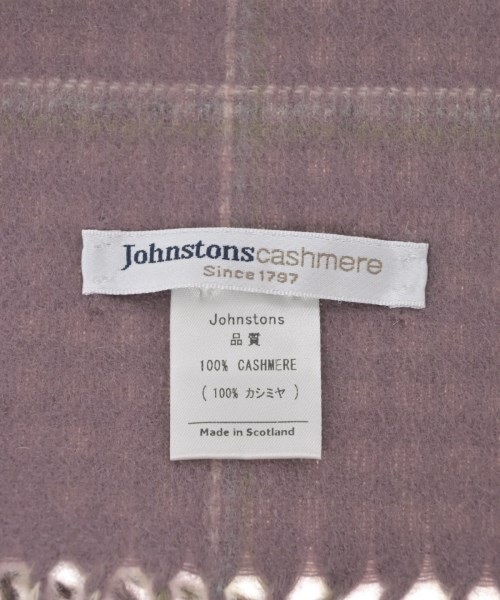 Johnstonscashmere
Since 1797
Johnstons
品質
100% CASHMERE
( 100% カシミヤ )
Made in Scotland